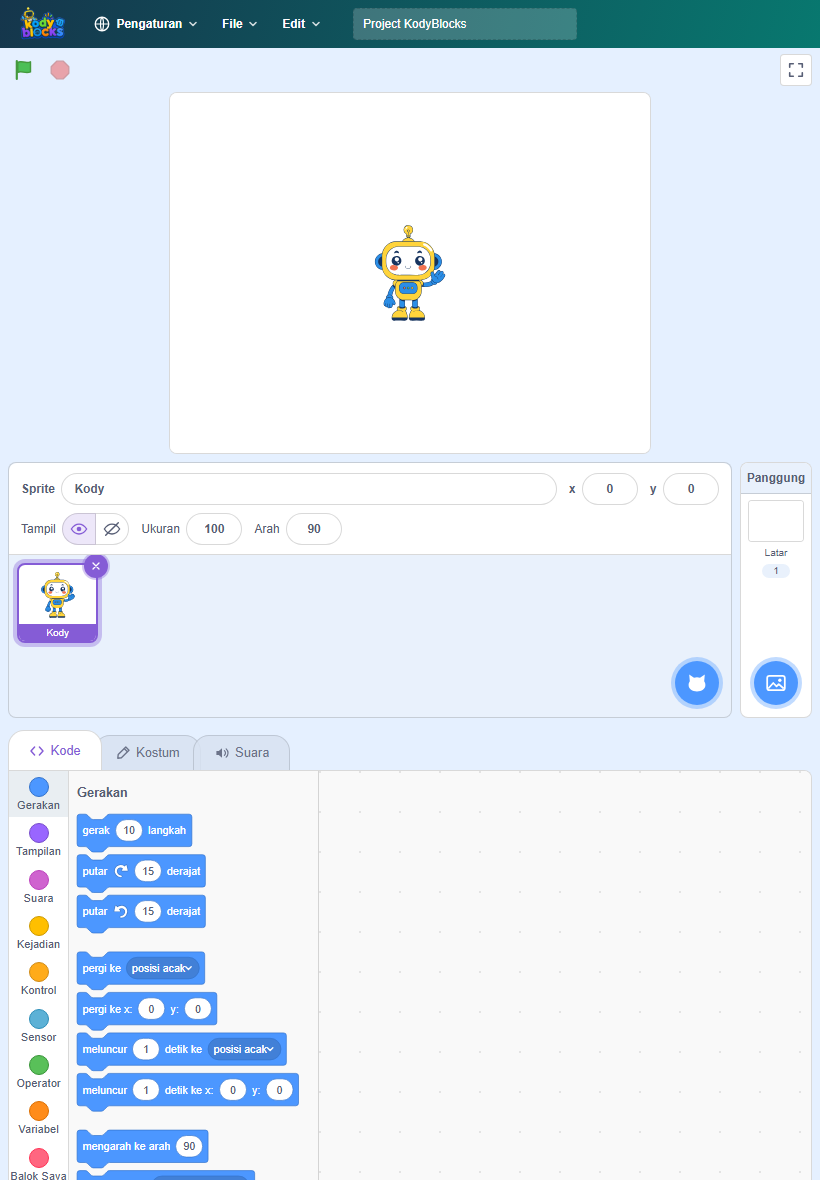 Kody
blocks
Pengaturan
File
Edit
Project KodyBlocks
Sprite
Kody
x
0
y
0
Tampil
Ukuran
100
Arah
90
Kody
Panggung
Latar
1
Kode
Kostum
Suara
Gerakan
Tampilan
Suara
Kejadian
Kontrol
Sensor
Operator
Variabel
Balok Saya
Gerakan
gerak 10 langkah
putar 15 derajat
putar 15 derajat
pergi ke posisi acak
pergi ke x: 0 y: 0
meluncur 1 detik ke posisi acak
meluncur 1 detik ke x: 0 y: 0
mengarah ke arah 90